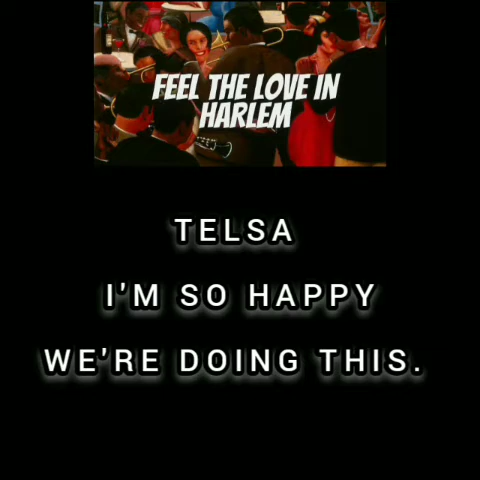 FEEL THE LOVE IN
HARLEM
TELSA
I'M SO HAPPY
WE'RE DOING THIS.